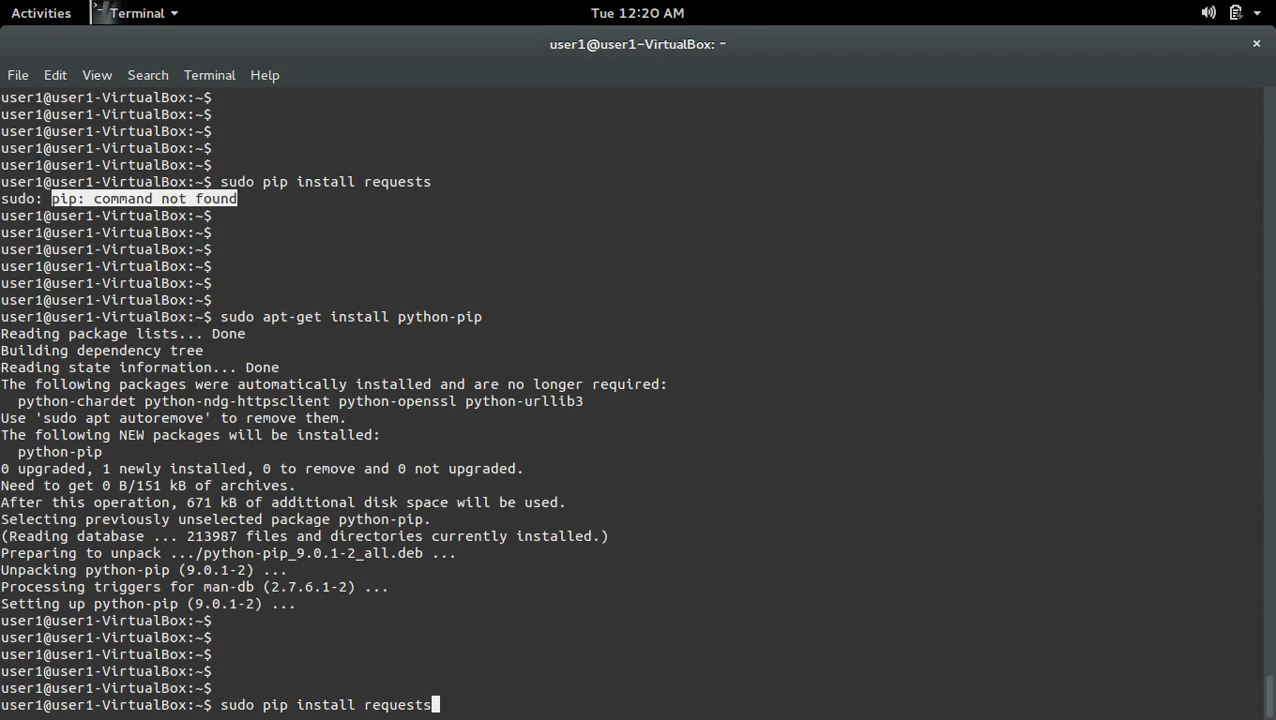 Activities Terminal Tue 12:20 AM
user1@user1-VirtualBox: ~ ×
File Edit View Search Terminal Help
user1@user1-VirtualBox:~$
user1@user1-VirtualBox:~$
user1@user1-VirtualBox:~$
user1@user1-VirtualBox:~$
user1@user1-VirtualBox:~$
user1@user1-VirtualBox:~$ sudo pip install requests
sudo: pip: command not found
user1@user1-VirtualBox:~$
user1@user1-VirtualBox:~$
user1@user1-VirtualBox:~$
user1@user1-VirtualBox:~$
user1@user1-VirtualBox:~$
user1@user1-VirtualBox:~$
user1@user1-VirtualBox:~$ sudo apt-get install python-pip
Reading package lists... Done
Building dependency tree
Reading state information... Done
The following packages were automatically installed and are no longer required:
  python-chardet python-ndg-httpsclient python-openssl python-urllib3
Use 'sudo apt autoremove' to remove them.
The following NEW packages will be installed:
  python-pip
0 upgraded, 1 newly installed, 0 to remove and 0 not upgraded.
Need to get 0 B/151 kB of archives.
After this operation, 671 kB of additional disk space will be used.
Selecting previously unselected package python-pip.
(Reading database ... 213987 files and directories currently installed.)
Preparing to unpack .../python-pip_9.0.1-2_all.deb ...
Unpacking python-pip (9.0.1-2) ...
Processing triggers for man-db (2.7.6.1-2) ...
Setting up python-pip (9.0.1-2) ...
user1@user1-VirtualBox:~$
user1@user1-VirtualBox:~$
user1@user1-VirtualBox:~$
user1@user1-VirtualBox:~$
user1@user1-VirtualBox:~$
user1@user1-VirtualBox:~$ sudo pip install requests